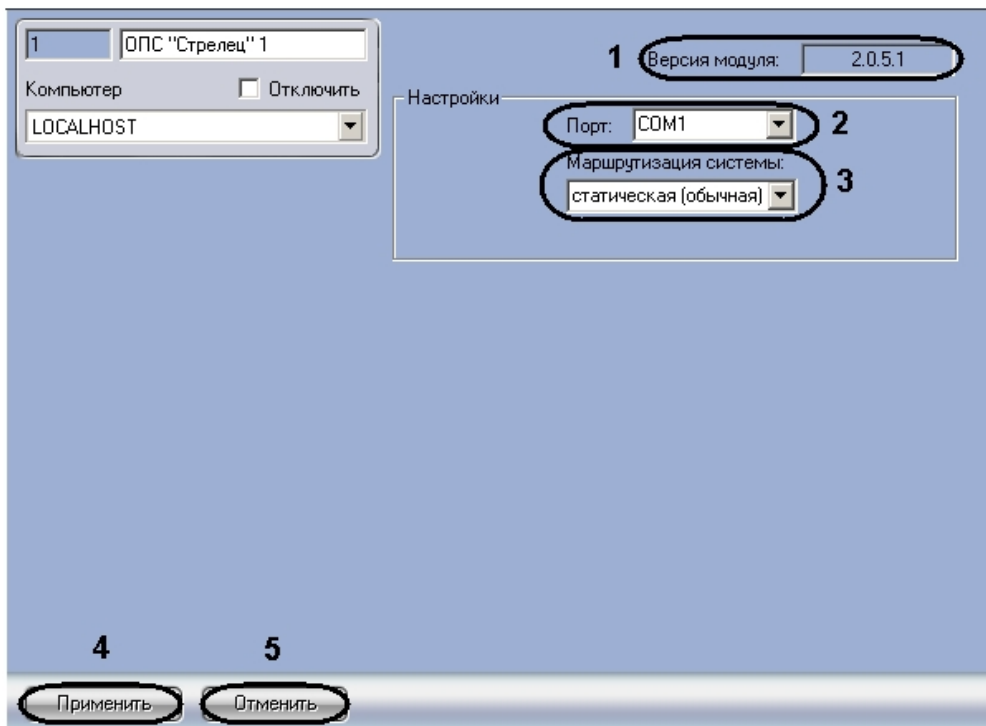 1 ОПС "Стрелец" 1
Компьютер Отключить
LOCALHOST
1 Версия модуля: 2.0.5.1
Настройки
Порт: COM1 2
Маршрутизация системы:
статическая (обычная) 3
4 5
Применить Отменить